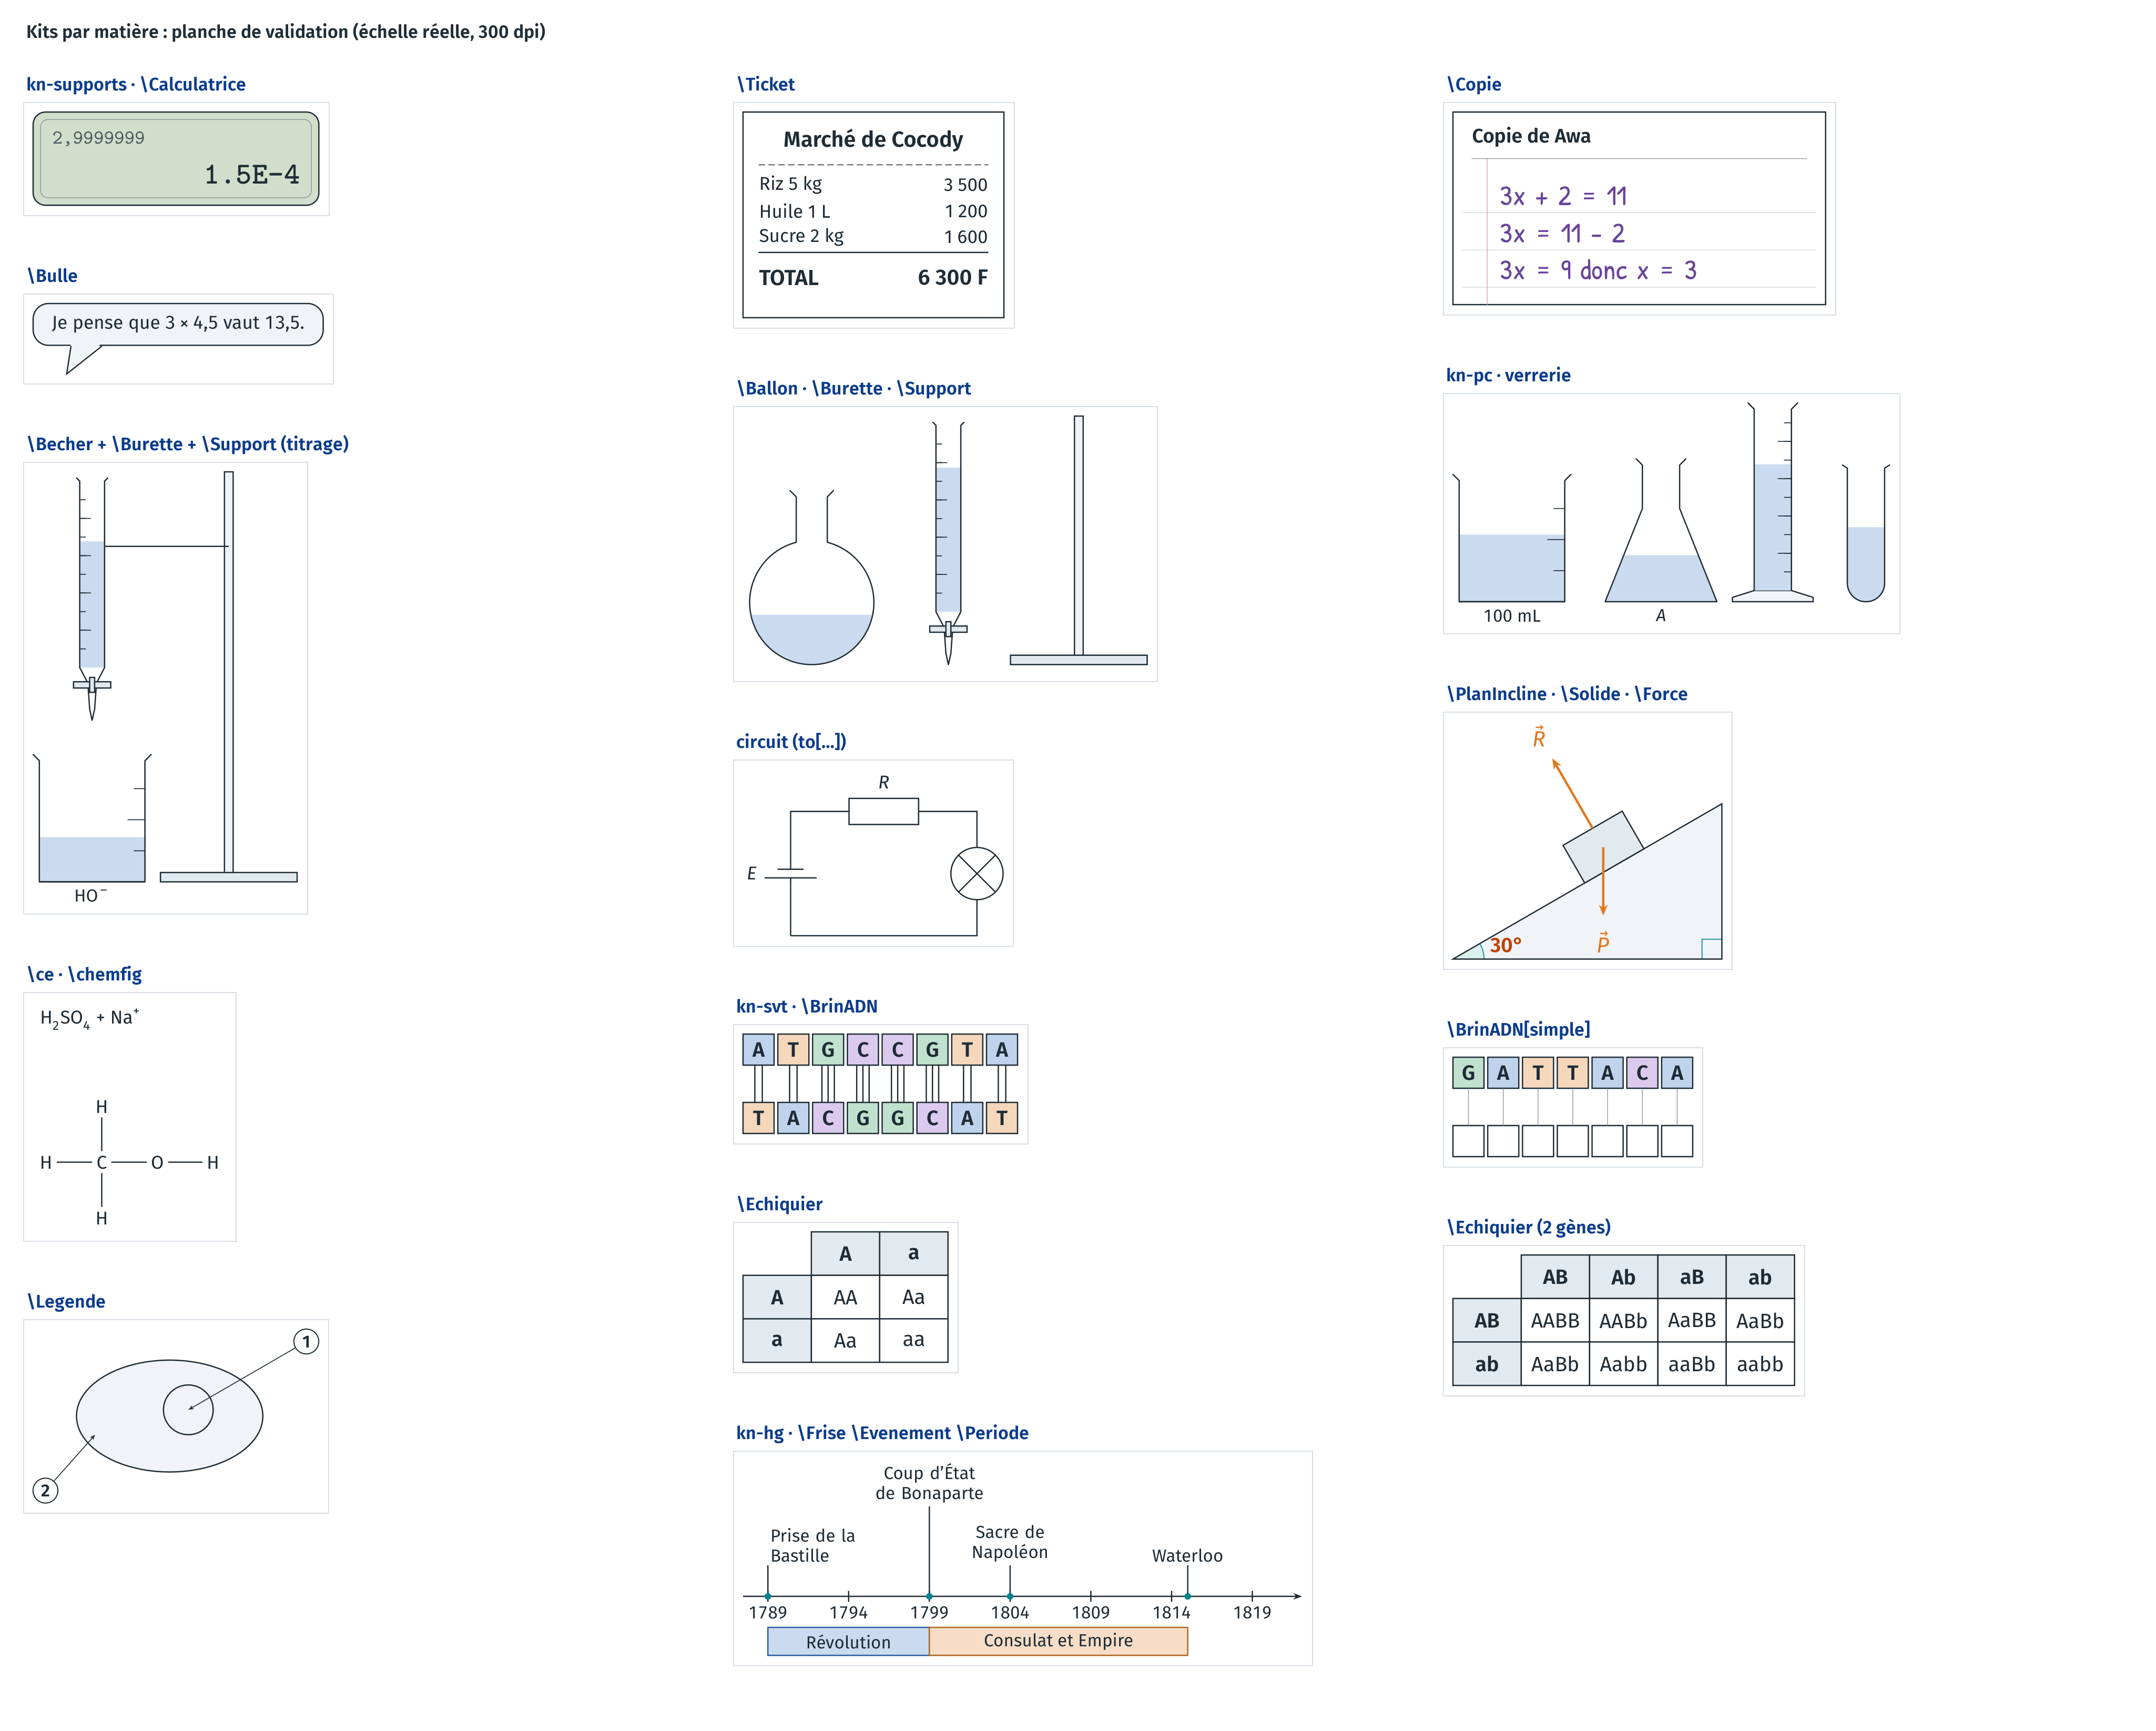 Kits par matière : planche de validation (échelle réelle, 300 dpi)
kn-supports · \Calculatrice
2,9999999
1.5E-4
\Bulle
Je pense que 3 × 4,5 vaut 13,5.
\Becher + \Burette + \Support (titrage)
HO⁻
\ce · \chemfig
H₂SO₄ + Na⁺
H
H C O H
H
\Legende
1
2
\Ticket
Marché de Cocody
Riz 5 kg 3 500
Huile 1 L 1 200
Sucre 2 kg 1 600
TOTAL 6 300 F
\Ballon · \Burette · \Support
circuit (to[...])
R
E
kn-svt · \BrinADN
A T G C C G T A
T A C G G C A T
\Echiquier
A a
A AA Aa
a Aa aa
kn-hg · \Frise \Evenement \Periode
Coup d’État
de Bonaparte
Prise de la
Bastille
Sacre de
Napoléon
Waterloo
1789 1794 1799 1804 1809 1814 1819
Révolution Consulat et Empire
\Copie
Copie de Awa
3x + 2 = 11
3x = 11 - 2
3x = 9 donc x = 3
kn-pc · verrerie
100 mL A
\PlanIncline · \Solide · \Force
R⃗
30° P⃗
\BrinADN[simple]
G A T T A C A
\Echiquier (2 gènes)
AB Ab aB ab
AB AABB AABb AaBB AaBb
ab AaBb Aabb aaBb aabb